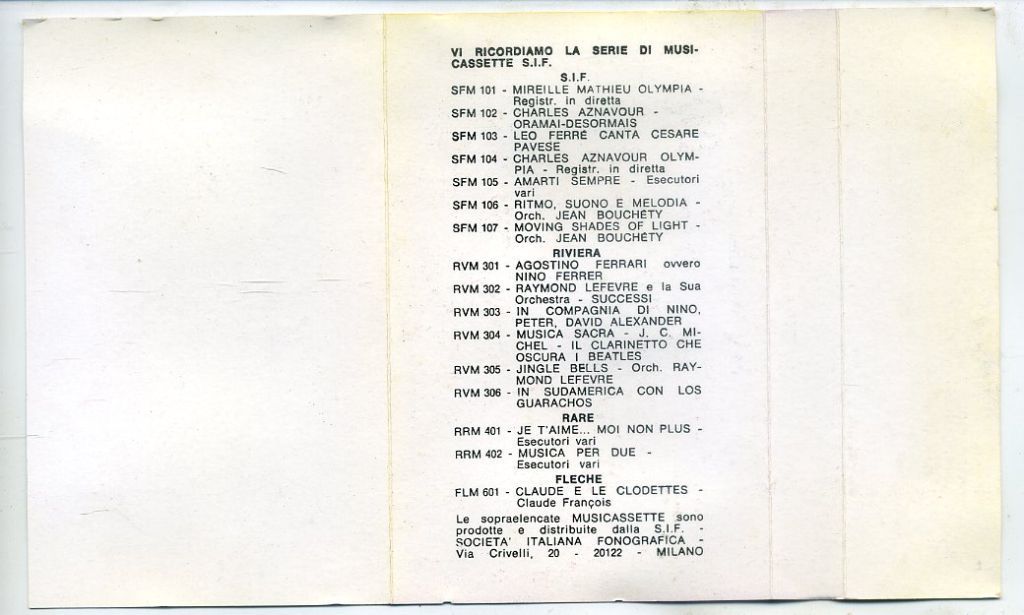 VI RICORDIAMO LA SERIE DI MUSI-
CASSETTE S.I.F.
S.I.F.
SFM 101 - MIREILLE MATHIEU OLYMPIA -
Registr. in diretta
SFM 102 - CHARLES AZNAVOUR -
ORAMAI-DESORMAIS
SFM 103 - LEO FERRÉ CANTA CESARE
PAVESE
SFM 104 - CHARLES AZNAVOUR OLYM-
PIA - Registr. in diretta
SFM 105 - AMARTI SEMPRE - Esecutori
vari
SFM 106 - RITMO, SUONO E MELODIA -
Orch. JEAN BOUCHÉTY
SFM 107 - MOVING SHADES OF LIGHT -
Orch. JEAN BOUCHÉTY
RIVIERA
RVM 301 - AGOSTINO FERRARI ovvero
NINO FERRER
RVM 302 - RAYMOND LEFEVRE e la Sua
Orchestra - SUCCESSI
RVM 303 - IN COMPAGNIA DI NINO,
PETER, DAVID ALEXANDER
RVM 304 - MUSICA SACRA - J. C. MI-
CHEL - IL CLARINETTO CHE
OSCURA I BEATLES
RVM 305 - JINGLE BELLS - Orch. RAY-
MOND LEFEVRE
RVM 306 - IN SUDAMERICA CON LOS
GUARACHOS
RARE
RRM 401 - JE T'AIME... MOI NON PLUS -
Esecutori vari
RRM 402 - MUSICA PER DUE -
Esecutori vari
FLECHE
FLM 601 - CLAUDE E LE CLODETTES -
Claude François
Le sopraelencate MUSICASSETTE sono
prodotte e distribuite dalla S.I.F. -
SOCIETA' ITALIANA FONOGRAFICA -
Via Crivelli, 20 - 20122 - MILANO